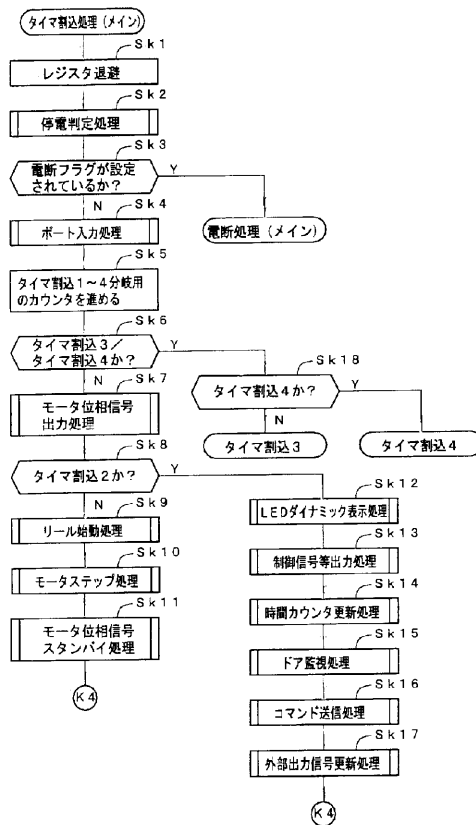 タイマ割込処理（メイン）
Sk1
レジスタ退避
Sk2
停電判定処理
Sk3
電断フラグが設定
されているか？
Y
N
電断処理（メイン）
Sk4
ポート入力処理
Sk5
タイマ割込１～４分岐用
のカウンタを進める
Sk6
タイマ割込３／
タイマ割込４か？
Y
N
Sk18
タイマ割込４か？
Y
N
タイマ割込３
タイマ割込４
Sk7
モータ位相信号
出力処理
Sk8
タイマ割込２か？
Y
N
Sk9
リール始動処理
Sk10
モータステップ処理
Sk11
モータ位相信号
スタンバイ処理
K4
Sk12
LEDダイナミック表示処理
Sk13
制御信号等出力処理
Sk14
時間カウンタ更新処理
Sk15
ドア監視処理
Sk16
コマンド送信処理
Sk17
外部出力信号更新処理
K4